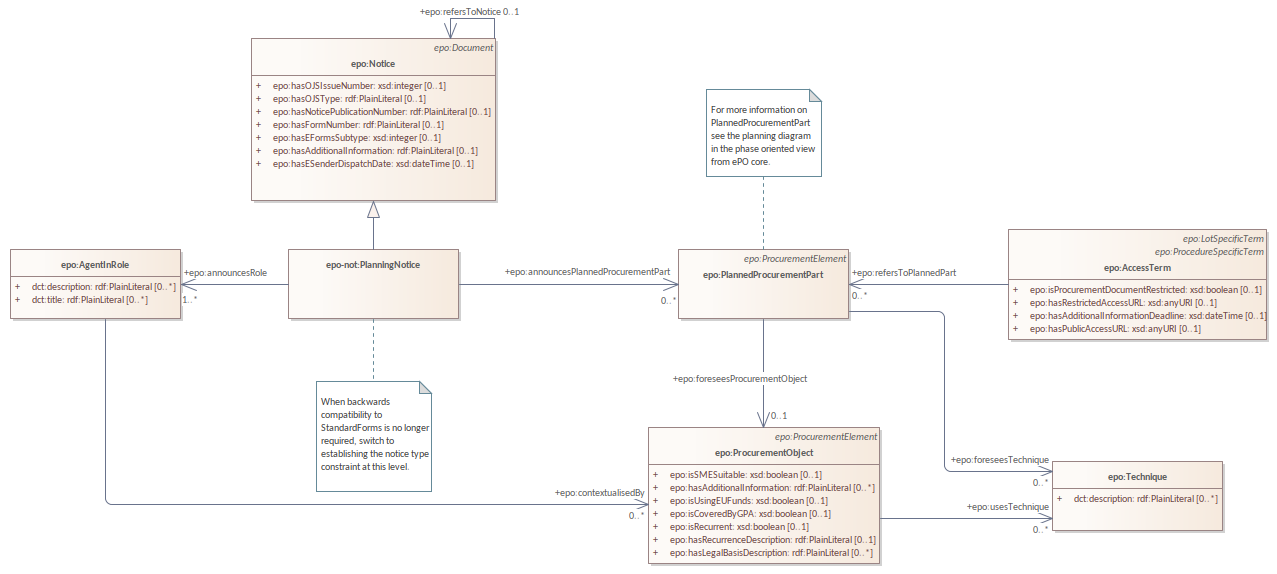 +epo:refersToNotice 0..1
epo:Document
epo:Notice
+ epo:hasOJSIssueNumber: xsd:integer [0..1]
+ epo:hasOJSType: rdf:PlainLiteral [0..1]
+ epo:hasNoticePublicationNumber: rdf:PlainLiteral [0..1]
+ epo:hasFormNumber: rdf:PlainLiteral [0..1]
+ epo:hasEFormsSubtype: xsd:integer [0..1]
+ epo:hasAdditionalInformation: rdf:PlainLiteral [0..1]
+ epo:hasESenderDispatchDate: xsd:dateTime [0..1]
For more information on
PlannedProcurementPart
see the planning diagram
in the phase oriented view
from ePO core.
epo:AgentInRole
+ dct:description: rdf:PlainLiteral [0..*]
+ dct:title: rdf:PlainLiteral [0..*]
+epo:announcesRole
1..*
epo-not:PlanningNotice
+epo:announcesPlannedProcurementPart
0..*
epo:ProcurementElement
epo:PlannedProcurementPart
+epo:refersToPlannedPart
0..*
epo:LotSpecificTerm
epo:ProcedureSpecificTerm
epo:AccessTerm
+ epo:isProcurementDocumentRestricted: xsd:boolean [0..1]
+ epo:hasRestrictedAccessURL: xsd:anyURI [0..1]
+ epo:hasAdditionalInformationDeadline: xsd:dateTime [0..1]
+ epo:hasPublicAccessURL: xsd:anyURI [0..1]
When backwards
compatibility to
StandardForms is no longer
required, switch to
establishing the notice type
constraint at this level.
+epo:foreseesProcurementObject
0..1
epo:ProcurementElement
epo:ProcurementObject
+ epo:isSMESuitable: xsd:boolean [0..1]
+ epo:hasAdditionalInformation: rdf:PlainLiteral [0..*]
+ epo:isUsingEUFunds: xsd:boolean [0..1]
+ epo:isCoveredByGPA: xsd:boolean [0..1]
+ epo:isRecurrent: xsd:boolean [0..1]
+ epo:hasRecurrenceDescription: rdf:PlainLiteral [0..1]
+ epo:hasLegalBasisDescription: rdf:PlainLiteral [0..*]
+epo:contextualisedBy
0..*
+epo:foreseesTechnique
0..*
+epo:usesTechnique
0..*
epo:Technique
+ dct:description: rdf:PlainLiteral [0..*]